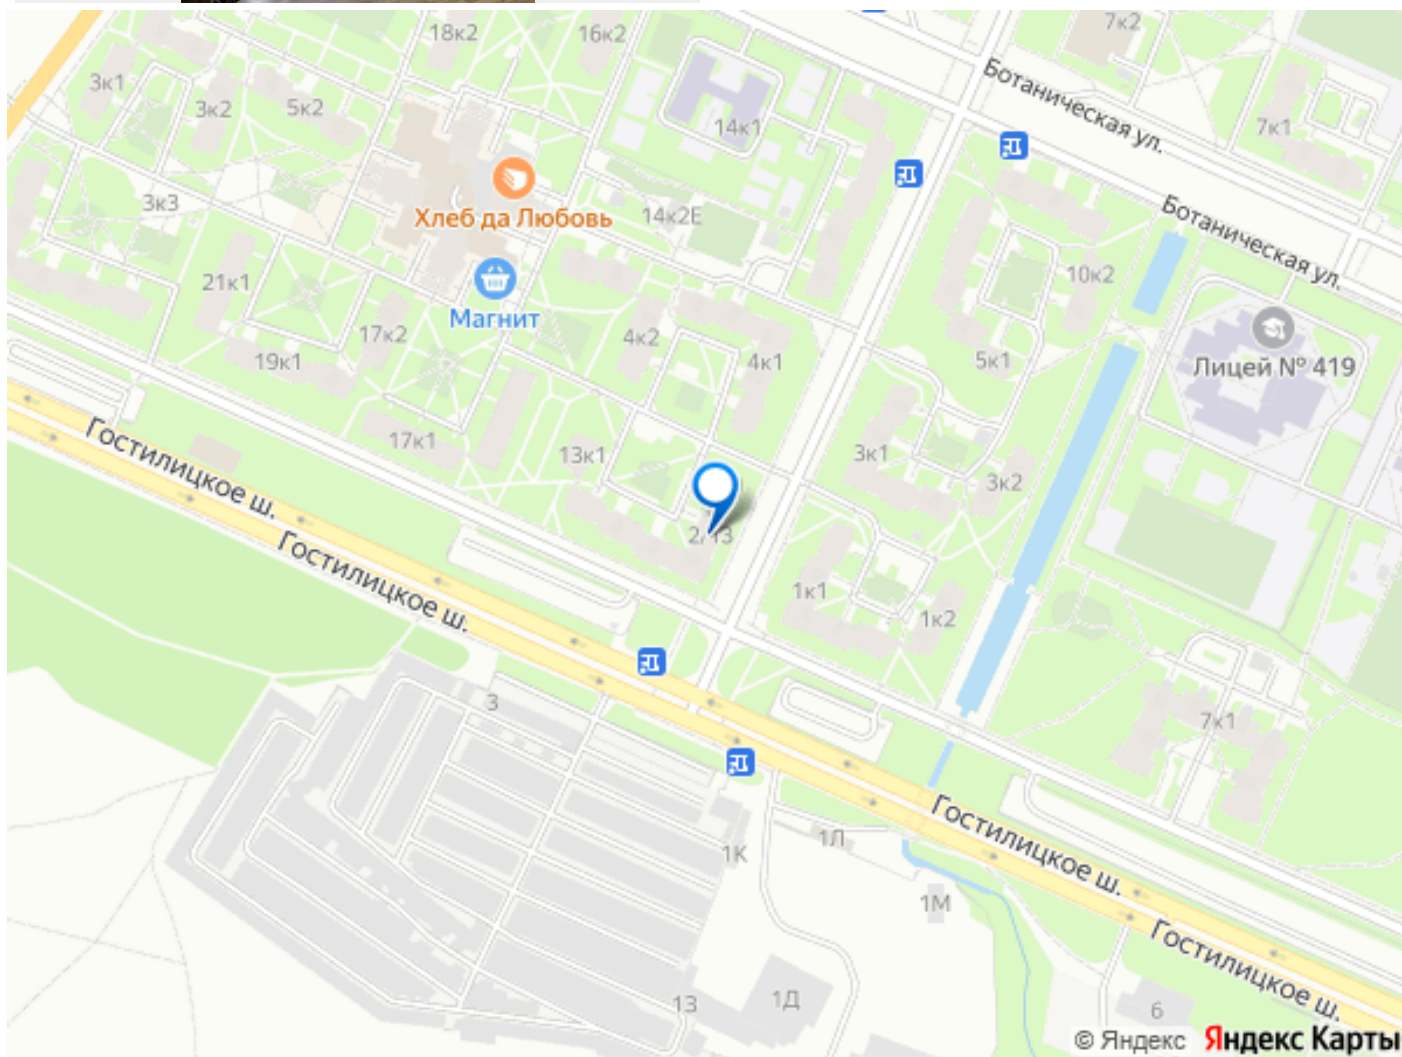 18к2
16к2
7к2
3к1
3к2
5к2
14к1
Ботаническая ул.
7к1
3к3
Хлеб да Любовь
14к2Е
Ботаническая ул.
21к1
Магнит
10к2
17к2
4к2
4к1
5к1
19к1
Лицей № 419
17к1
13к1
3к1
3к2
Гостилицкое ш.
2/13
Гостилицкое ш.
1к1
1к2
3
7к1
Гостилицкое ш.
1Л
1К
1М
Гостилицкое ш.
13
1Д
6
© Яндекс Яндекс Карты